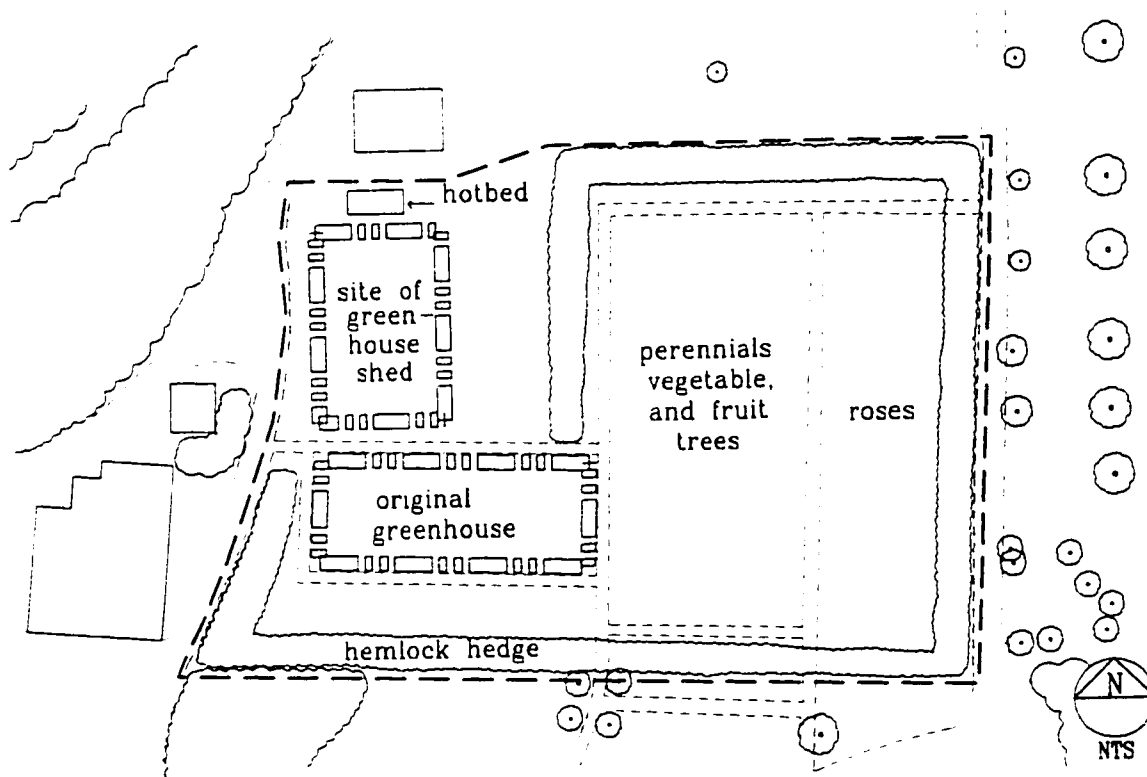 hotbed
site of
green-
house
shed
perennials
vegetable,
and fruit
trees
roses
original
greenhouse
hemlock hedge
N
NTS